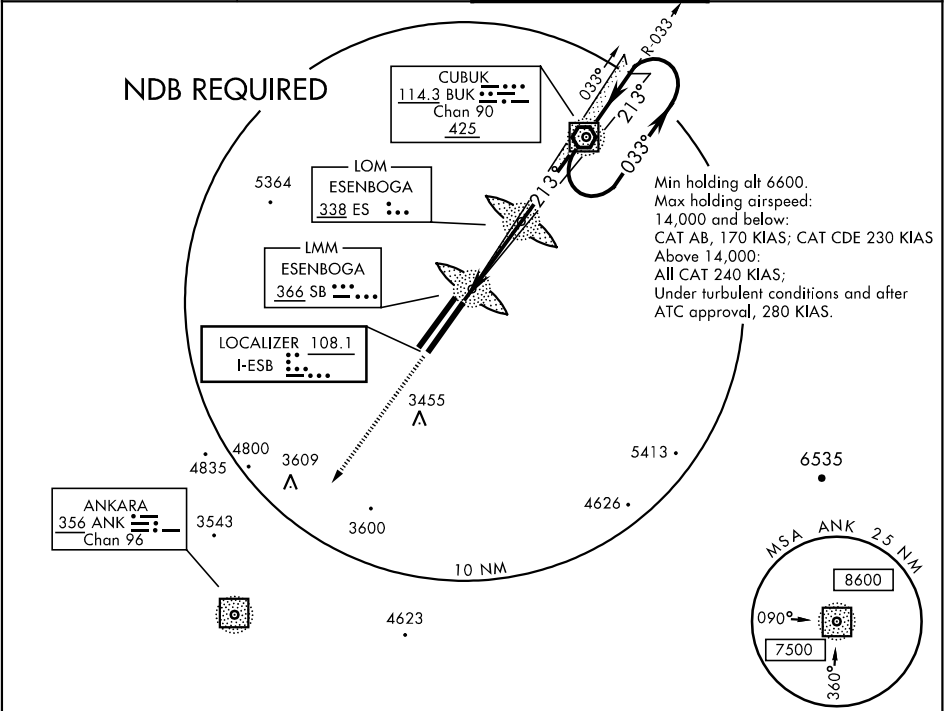 NDB REQUIRED
CUBUK
114.3 BUK
Chan 90
425
033°
R-033
213°
033°
213°
LOM
ESENBOGA
338 ES
5364
LMM
ESENBOGA
366 SB
LOCALIZER 108.1
I-ESB
Min holding alt 6600.
Max holding airspeed:
14,000 and below:
CAT AB, 170 KIAS; CAT CDE 230 KIAS
Above 14,000:
All CAT 240 KIAS;
Under turbulent conditions and after
ATC approval, 280 KIAS.
3455
4835
4800
3609
5413
6535
4626
3600
ANKARA
356 ANK
Chan 96
3543
10 NM
4623
MSA ANK 25 NM
8600
090°
7500
360°